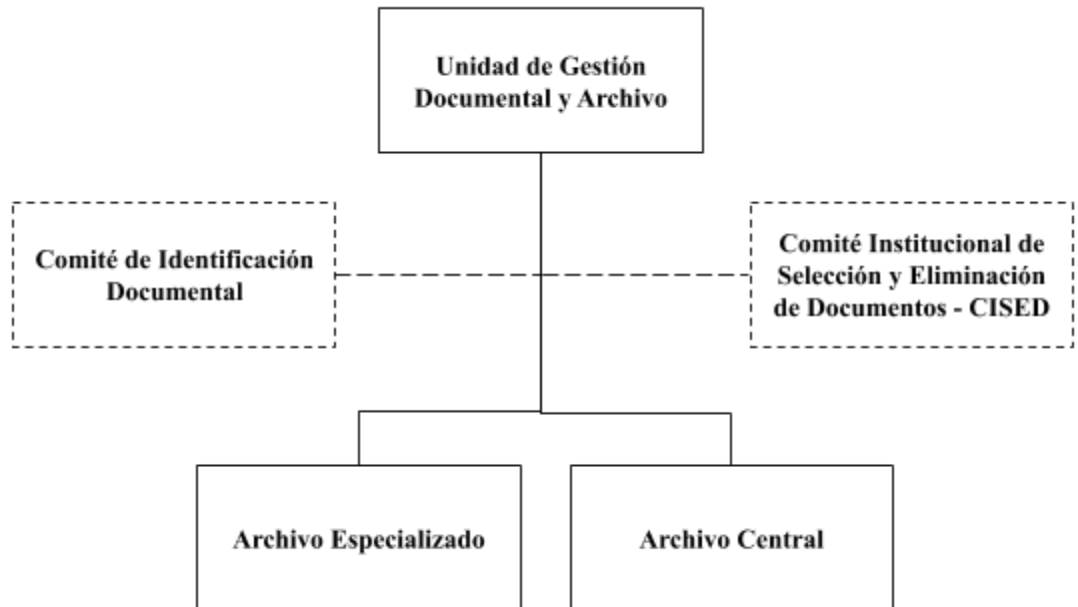 Unidad de Gestión
Documental y Archivo
Comité de Identificación
Documental
Comité Institucional de
Selección y Eliminación
de Documentos - CISED
Archivo Especializado
Archivo Central